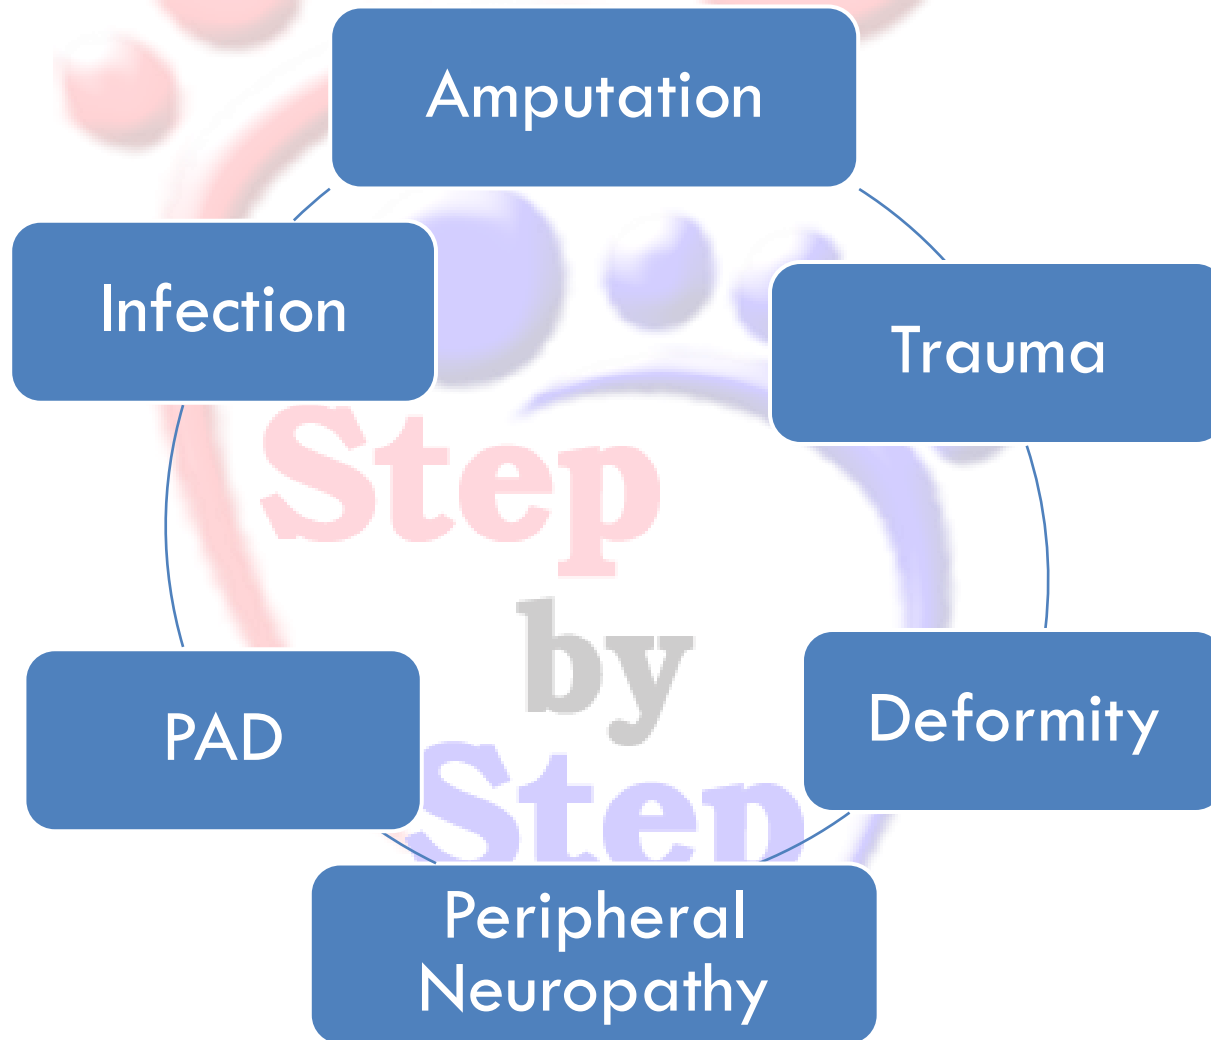 Amputation
Infection
Trauma
Step
by
Step
PAD
Deformity
Peripheral
Neuropathy